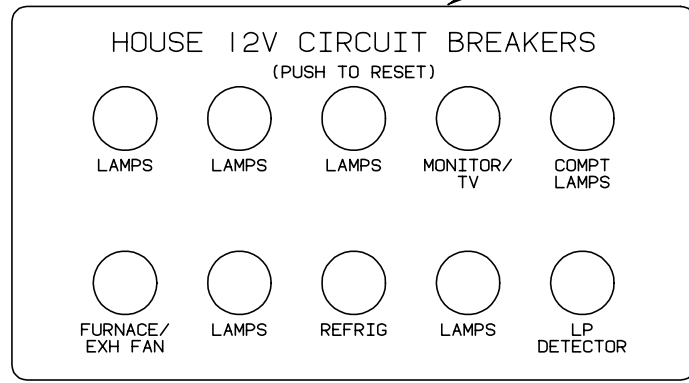 HOUSE 12V CIRCUIT BREAKERS
(PUSH TO RESET)
LAMPS LAMPS LAMPS MONITOR/ COMPT
TV LAMPS
FURNACE/ LAMPS REFRIG LAMPS LP
EXH FAN DETECTOR